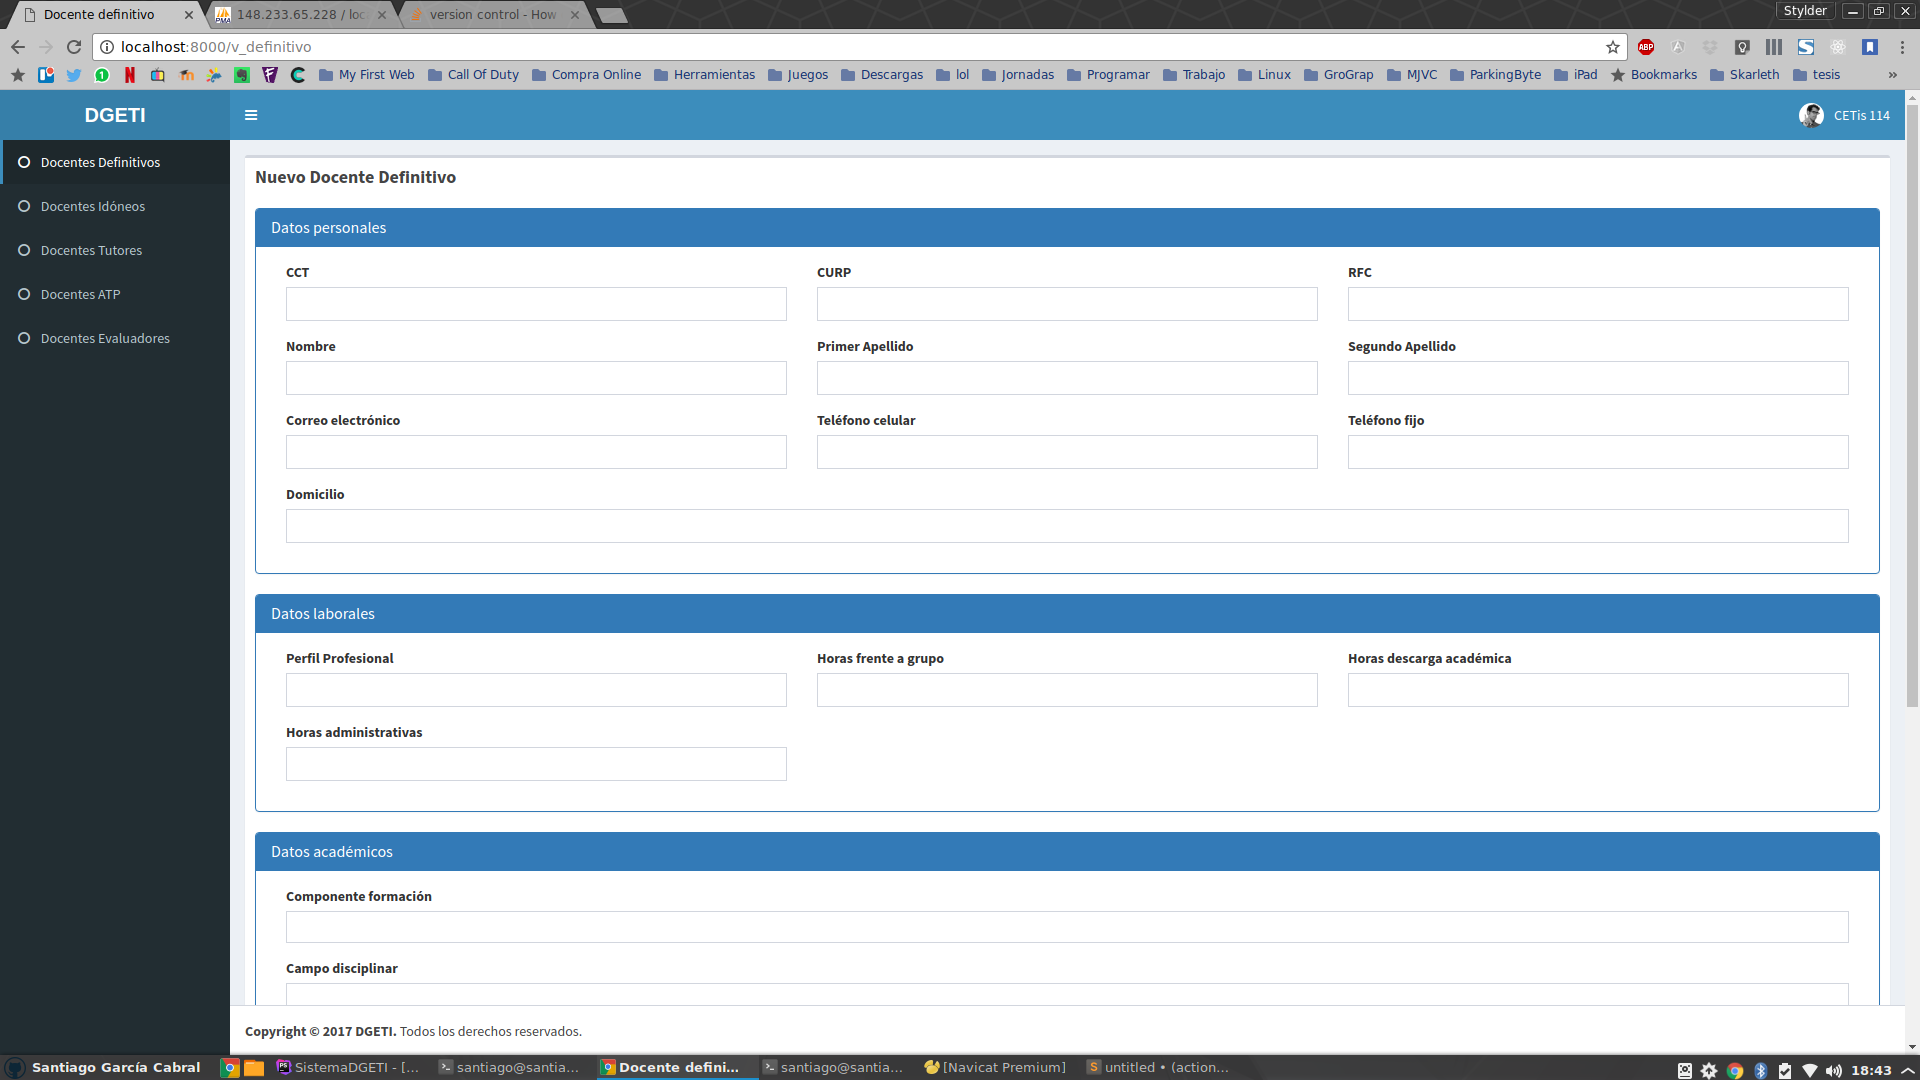 Docente definitivo
148.233.65.228 / loc
version control - How
Stylder
localhost:8000/v_definitivo
ABP
My First Web
Call Of Duty
Compra Online
Herramientas
Juegos
Descargas
lol
Jornadas
Programar
Trabajo
Linux
GroGrap
MJVC
ParkingByte
iPad
Bookmarks
Skarleth
tesis
»
DGETI
CETis 114
Docentes Definitivos
Docentes Idóneos
Docentes Tutores
Docentes ATP
Docentes Evaluadores
Nuevo Docente Definitivo
Datos personales
CCT CURP RFC
Nombre Primer Apellido Segundo Apellido
Correo electrónico Teléfono celular Teléfono fijo
Domicilio
Datos laborales
Perfil Profesional Horas frente a grupo Horas descarga académica
Horas administrativas
Datos académicos
Componente formación
Campo disciplinar
Copyright © 2017 DGETI. Todos los derechos reservados.
Santiago García Cabral
SistemaDGETI - [...
santiago@santia...
Docente defini...
santiago@santia...
[Navicat Premium]
untitled • (action...
18:43